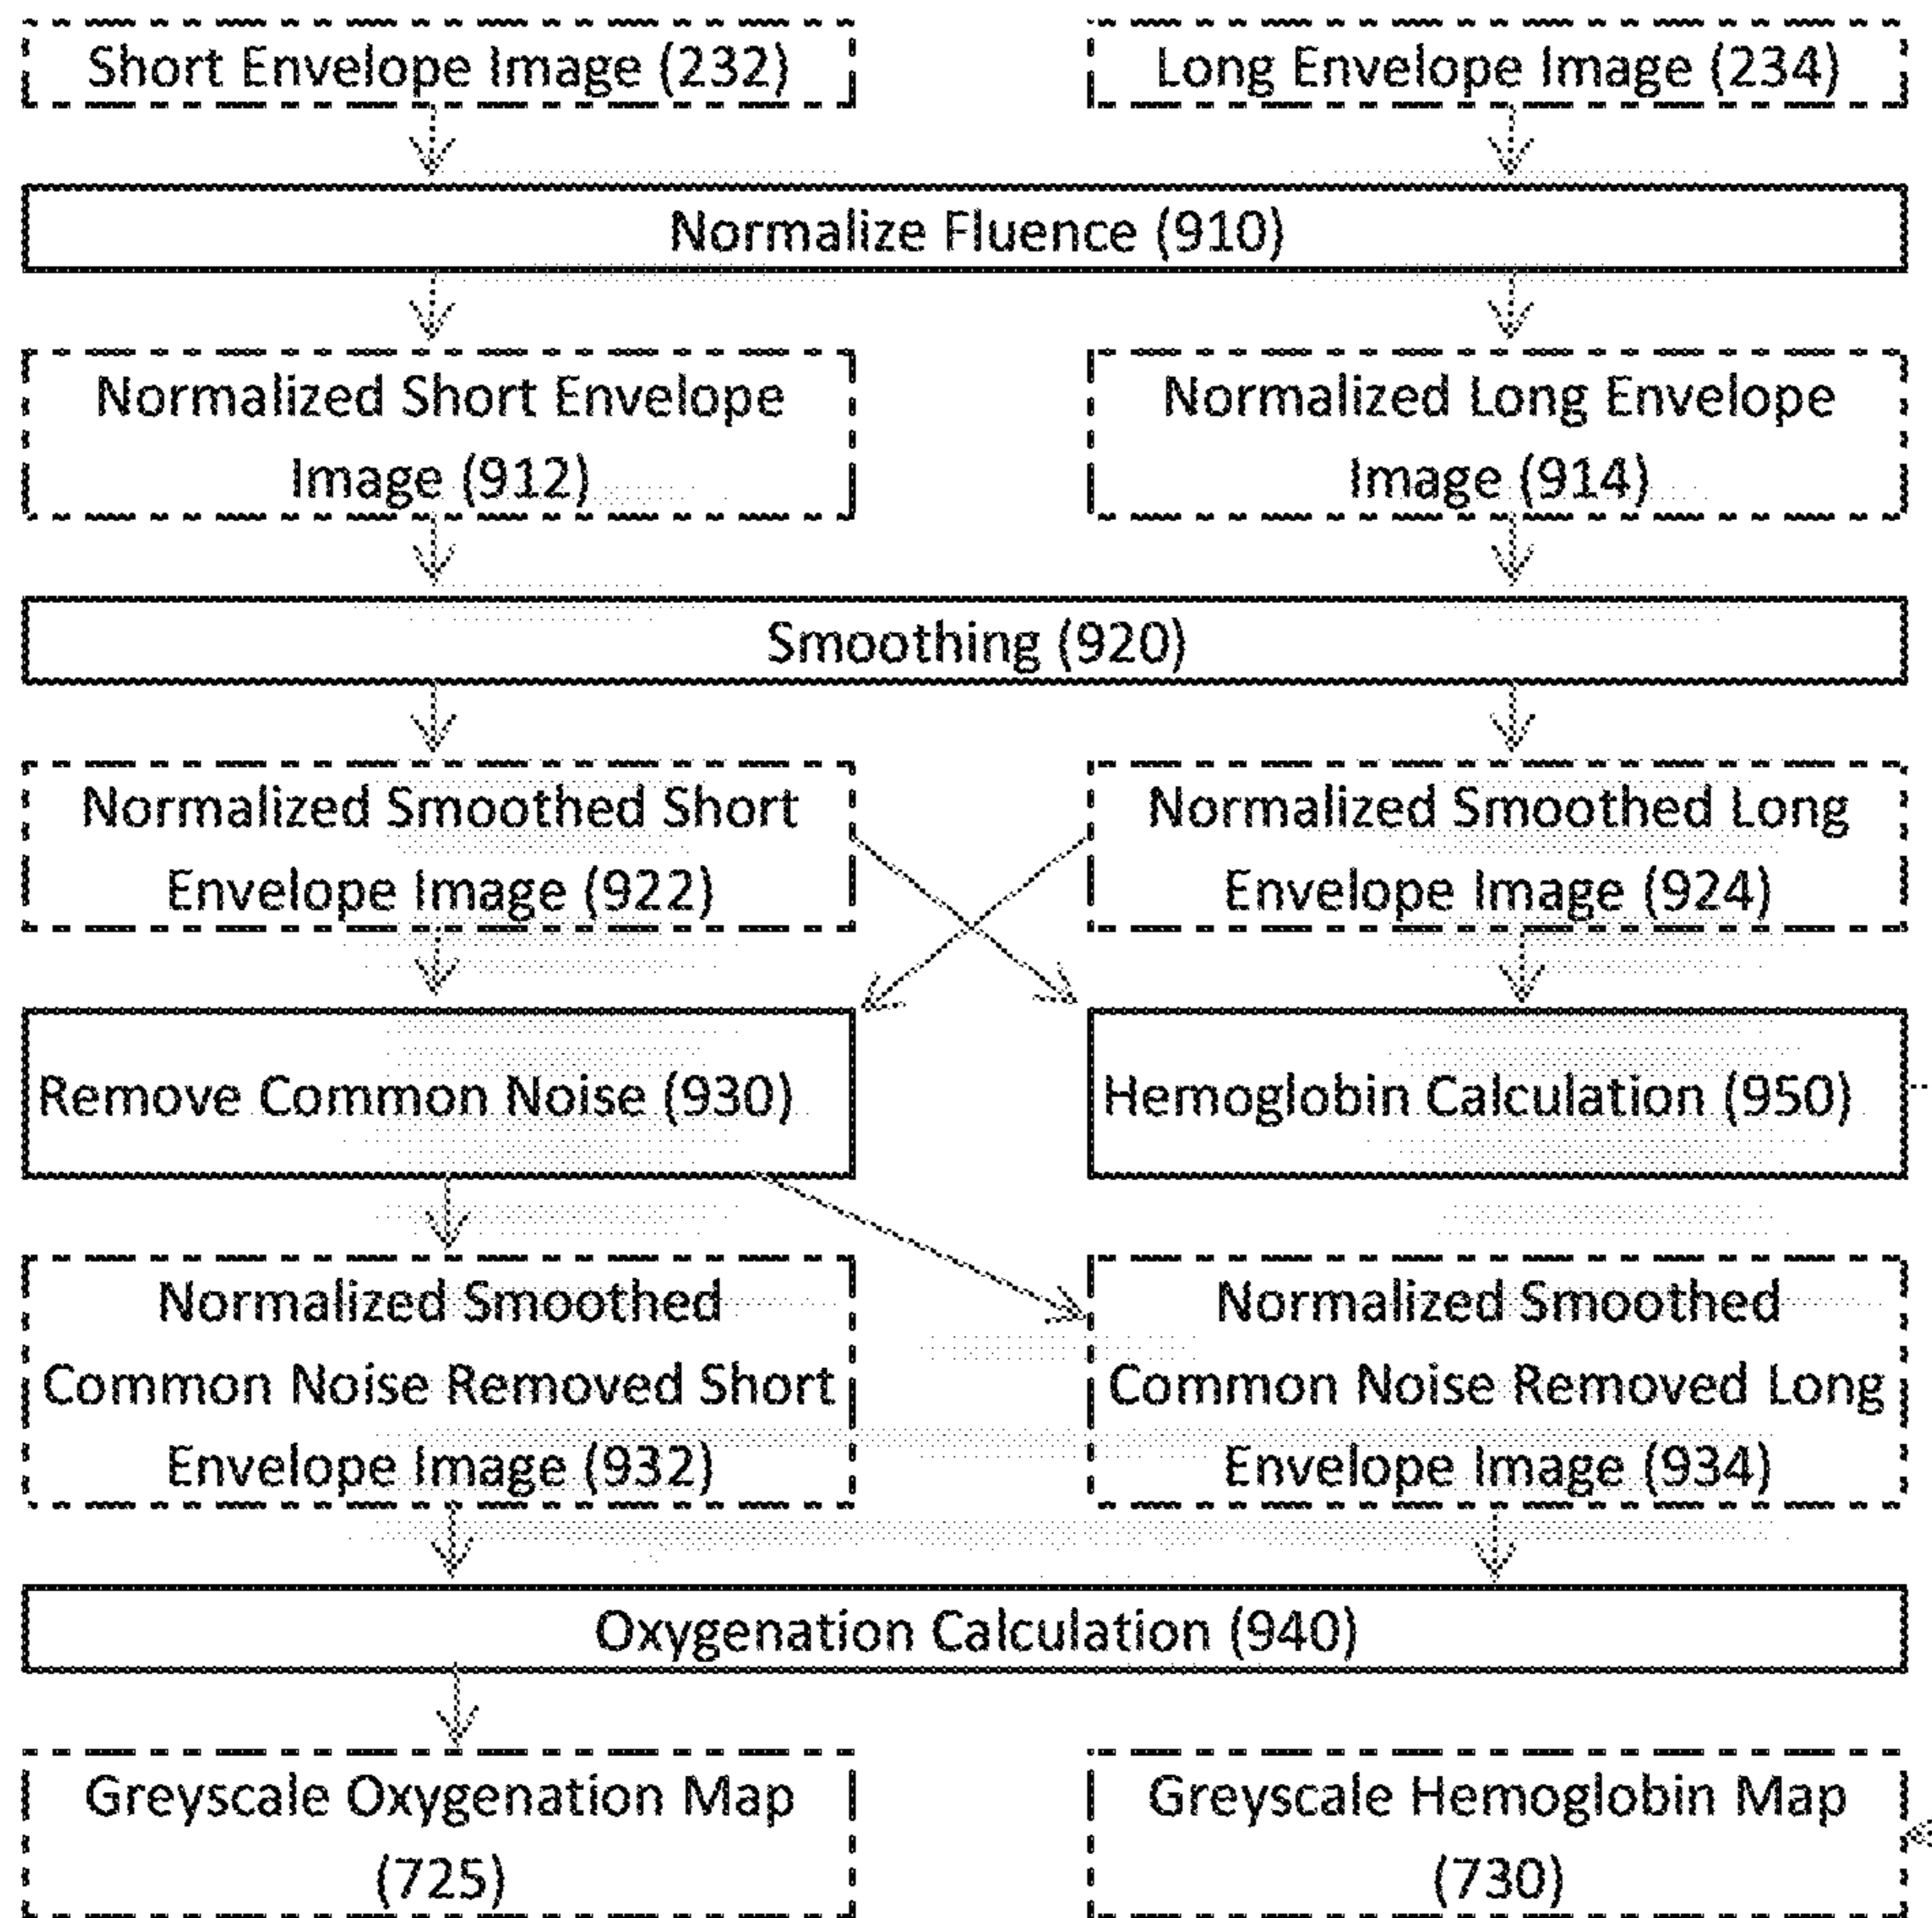 Short Envelope Image (232)
Long Envelope Image (234)
Normalize Fluence (910)
Normalized Short Envelope
Image (912)
Normalized Long Envelope
Image (914)
Smoothing (920)
Normalized Smoothed Short
Envelope Image (922)
Normalized Smoothed Long
Envelope Image (924)
Remove Common Noise (930)
Hemoglobin Calculation (950)
Normalized Smoothed
Common Noise Removed Short
Envelope Image (932)
Normalized Smoothed
Common Noise Removed Long
Envelope Image (934)
Oxygenation Calculation (940)
Greyscale Oxygenation Map
(725)
Greyscale Hemoglobin Map
(730)